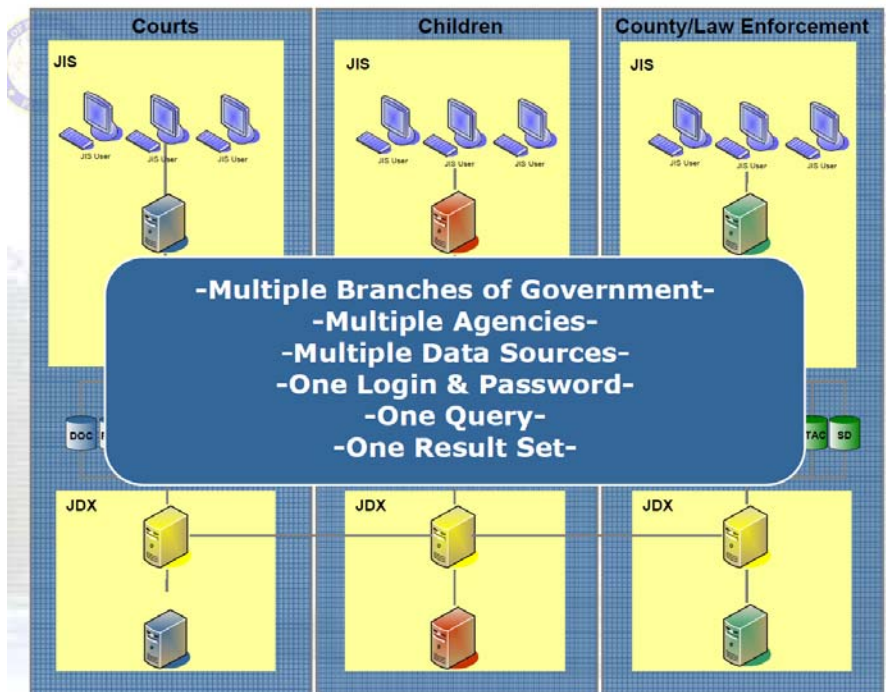 Courts
Children
County/Law Enforcement
JIS
JIS
JIS
JIS User
JIS User
JIS User
JIS User
JIS User
JIS User
JIS User
JIS User
JIS User
-Multiple Branches of Government-
-Multiple Agencies-
-Multiple Data Sources-
-One Login & Password-
-One Query-
-One Result Set-
DOC
TAC
SD
JDX
JDX
JDX